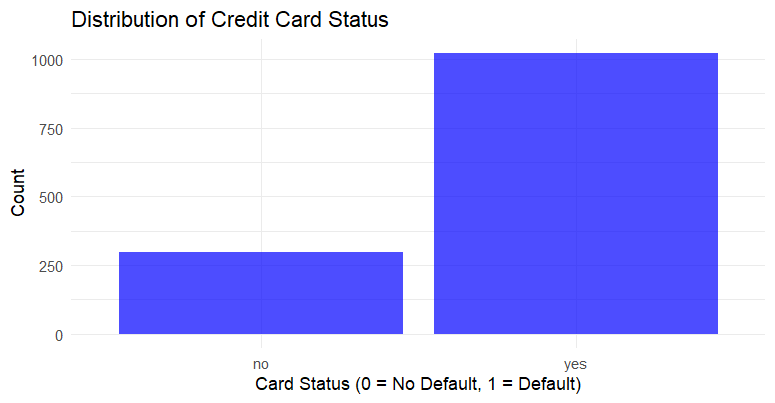 Distribution of Credit Card Status
Count
1000
750
500
250
0
no yes
Card Status (0 = No Default, 1 = Default)